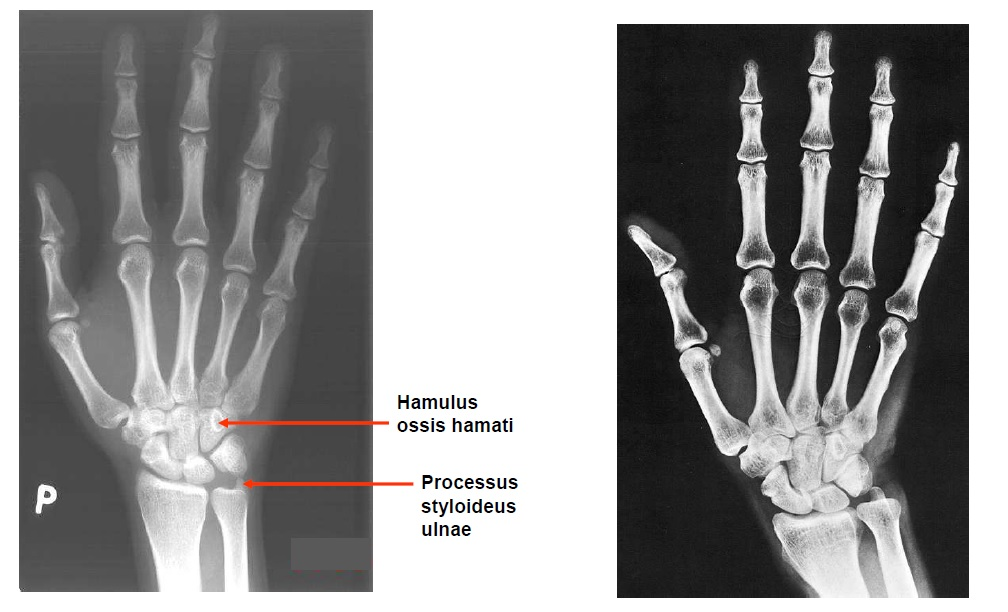 Hamulus
ossis hamati
Processus
styloideus
ulnae
P